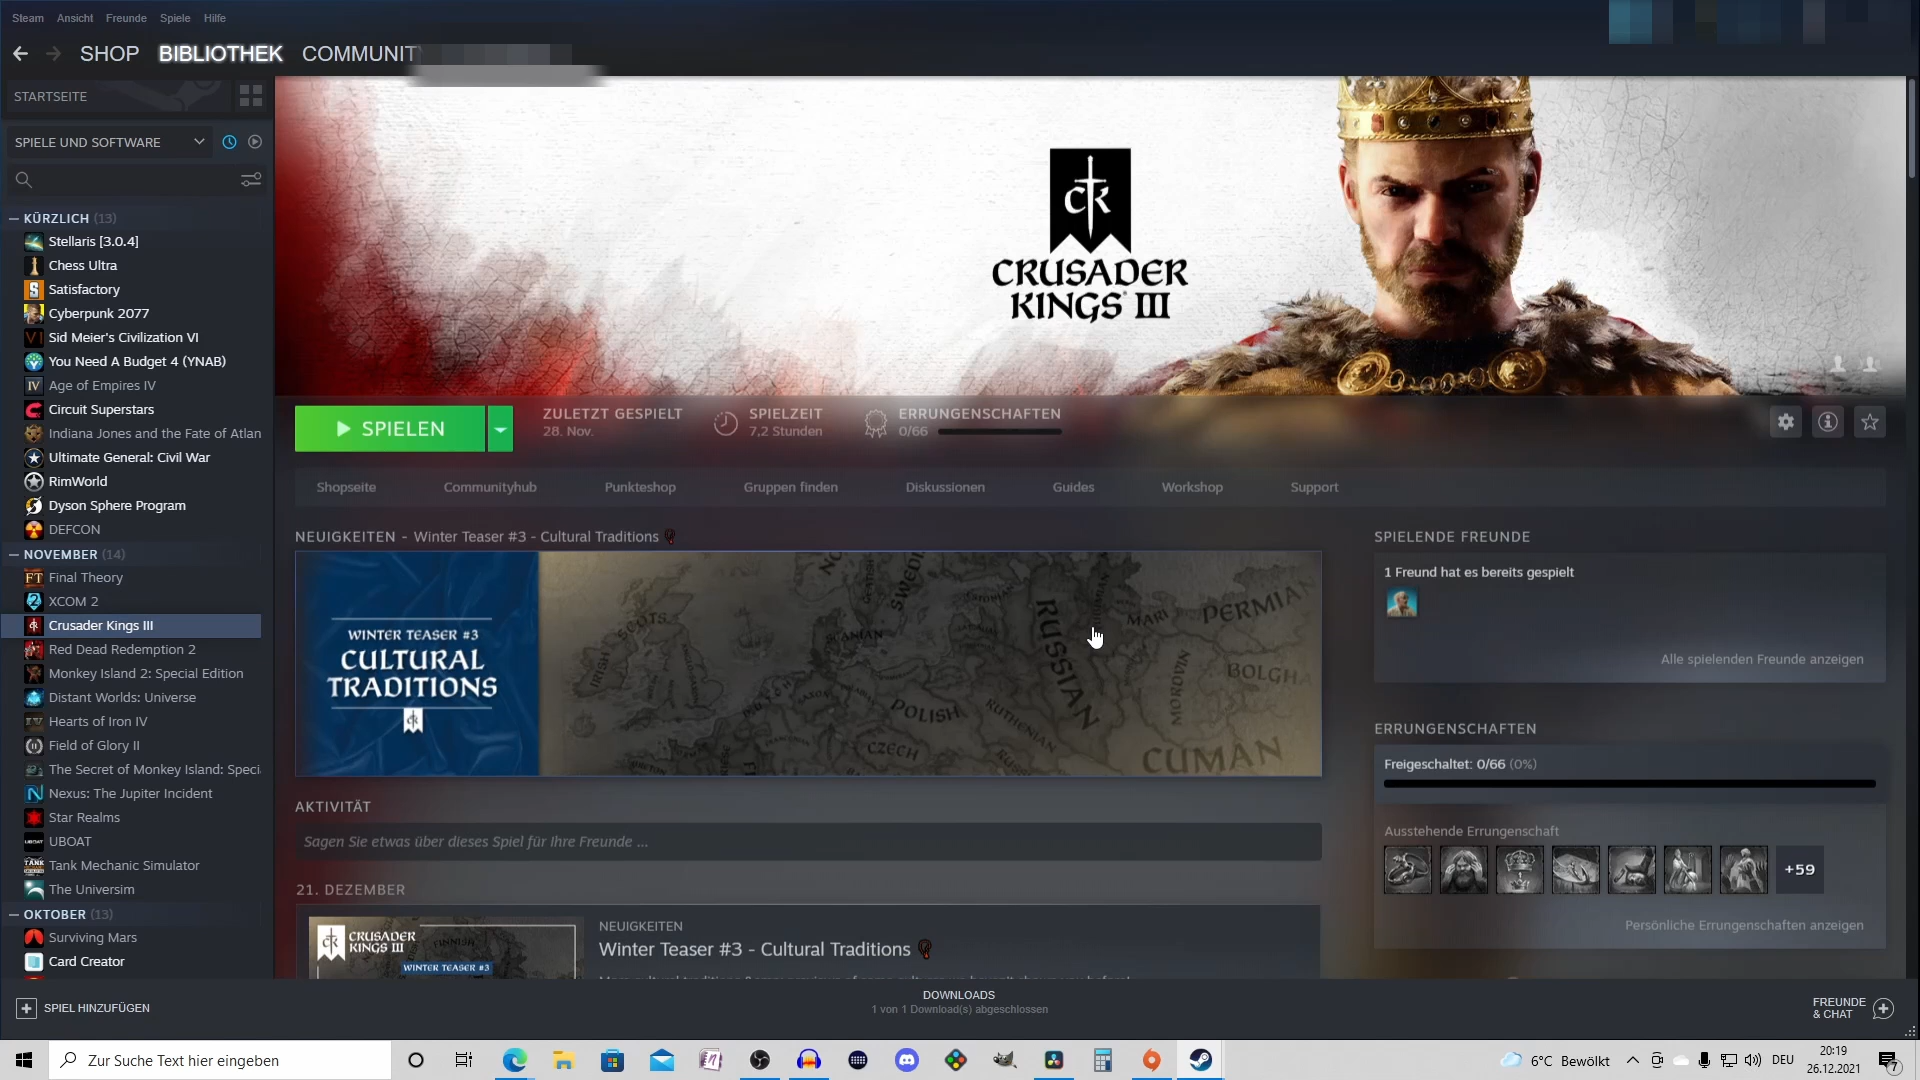 Steam Ansicht Freunde Spiele Hilfe
SHOP BIBLIOTHEK COMMUNITY
STARTSEITE
SPIELE UND SOFTWARE
KÜRZLICH (13)
Stellaris [3.0.4]
Chess Ultra
Satisfactory
Cyberpunk 2077
Sid Meier's Civilization VI
You Need A Budget 4 (YNAB)
Age of Empires IV
Circuit Superstars
Indiana Jones and the Fate of Atlan
Ultimate General: Civil War
RimWorld
Dyson Sphere Program
DEFCON
NOVEMBER (14)
Final Theory
XCOM 2
Crusader Kings III
Red Dead Redemption 2
Monkey Island 2: Special Edition
Distant Worlds: Universe
Hearts of Iron IV
Field of Glory II
The Secret of Monkey Island: Speci
Nexus: The Jupiter Incident
Star Realms
UBOAT
Tank Mechanic Simulator
The Universim
OKTOBER (13)
Surviving Mars
Card Creator
SPIEL HINZUFÜGEN
CK
CRUSADER
KINGS III
SPIELEN
ZULETZT GESPIELT
28. Nov.
SPIELZEIT
7,2 Stunden
ERRUNGENSCHAFTEN
0/66
Shopseite Communityhub Punkteshop Gruppen finden Diskussionen Guides Workshop Support
NEUIGKEITEN - Winter Teaser #3 - Cultural Traditions
WINTER TEASER #3
CULTURAL
TRADITIONS
SCOTS
IRISH
POLISH
CZECH
RUTHENIAN
RUSSIAN
MARI
PERMIAN
MORDVIN
BOLGHA
CUMAN
AKTIVITÄT
Sagen Sie etwas über dieses Spiel für Ihre Freunde ...
21. DEZEMBER
CRUSADER
KINGS III
WINTER TEASER #3
NEUIGKEITEN
Winter Teaser #3 - Cultural Traditions
SPIELENDE FREUNDE
1 Freund hat es bereits gespielt
Alle spielenden Freunde anzeigen
ERRUNGENSCHAFTEN
Freigeschaltet: 0/66 (0%)
Ausstehende Errungenschaft
+59
Persönliche Errungenschaften anzeigen
DOWNLOADS
1 von 1 Download(s) abgeschlossen
FREUNDE
& CHAT
Zur Suche Text hier eingeben
6°C Bewölkt
DEU
20:19
26.12.2021
7